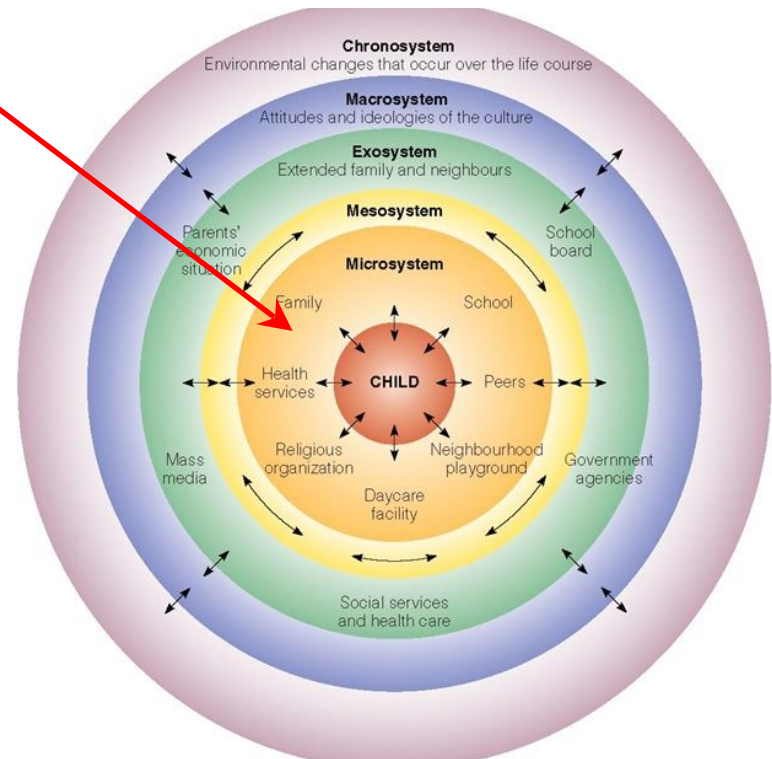 Chronosystem
Environmental changes that occur over the life course
Macrosystem
Attitudes and ideologies of the culture
Exosystem
Extended family and neighbours
Mesosystem
Parents'
economic
situation
School
board
Microsystem
Family
School
Health
services
CHILD
Peers
Religious
organization
Neighbourhood
playground
Daycare
facility
Mass
media
Government
agencies
Social services
and health care